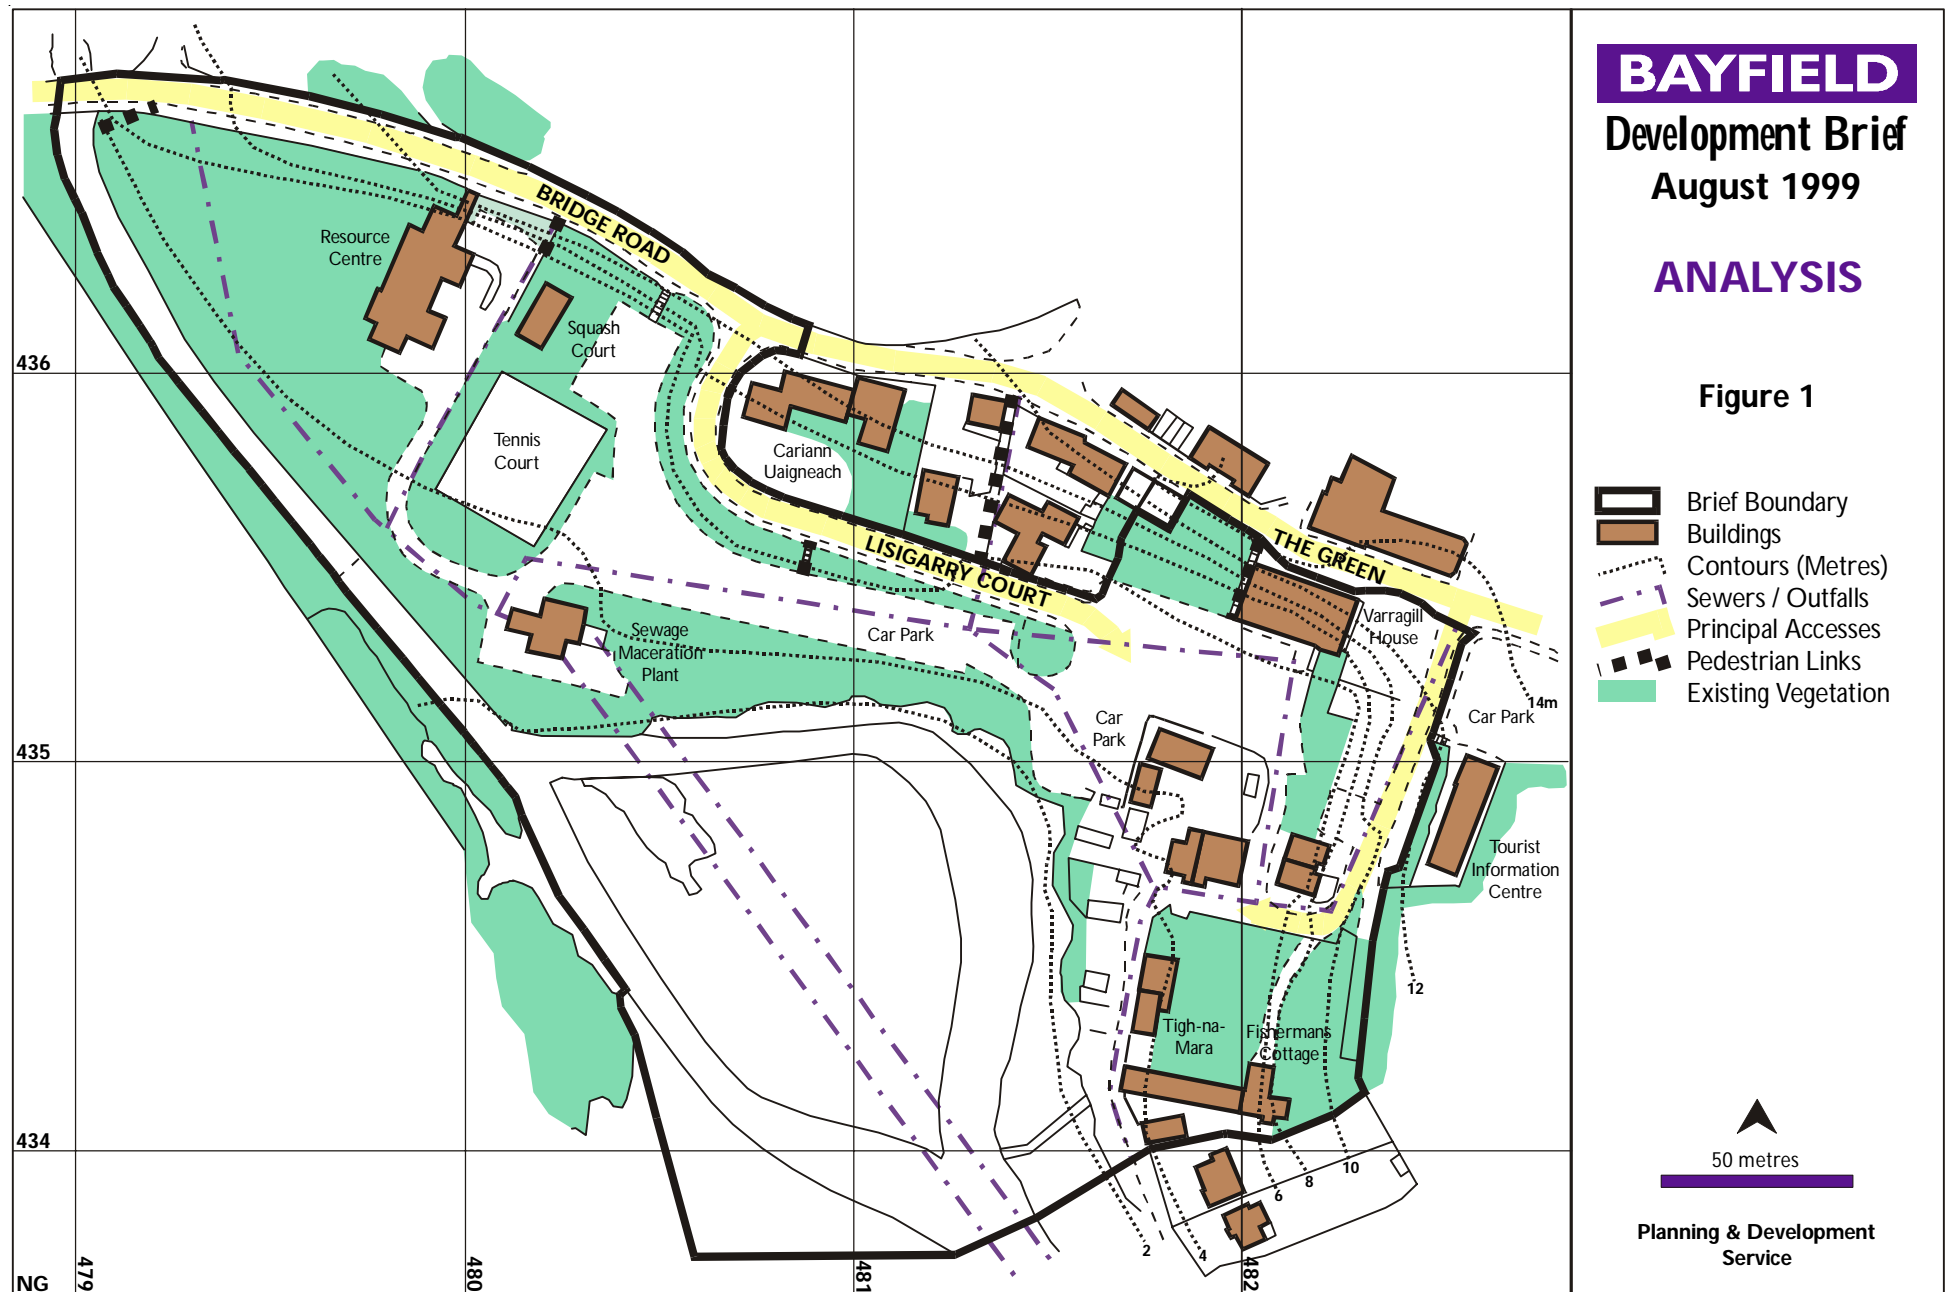 BAYFIELD
Development Brief
August 1999
ANALYSIS
Figure 1
Brief Boundary
Buildings
Contours (Metres)
Sewers / Outfalls
Principal Accesses
Pedestrian Links
Existing Vegetation
50 metres
Planning & Development
Service
BRIDGE ROAD
Resource
Centre
Squash
Court
436
Tennis
Court
Cariann
Uaigneach
LISIGARRY COURT
THE GREEN
Varragill
House
Sewage
Maceration
Plant
Car Park
Car
Park
14m
Car Park
435
Tourist
Information
Centre
12
Tigh-na-
Mara
Fishermans
Cottage
434
10
8
6
4
2
NG
479
480
481
482